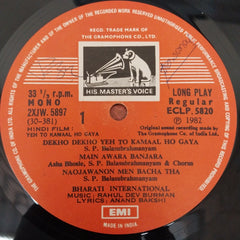 REGD. TRADE MARK OF
THE GRAMOPHONE CO., LTD.
HIS MASTER'S VOICE
33 1/3 r.p.m.
MONO
2XJW. 5897
(30-381)
1
LONG PLAY
Regular
ECLP. 5820
℗ 1982
HINDI FILM:
YEH TO KAMAAL HO GAYA
Original recording made by
The Gramophone Co. of India Ltd.
DEKHO DEKHO YEH TO KAMAAL HO GAYA
S. P. Balasubrahmanyam
MAIN AWARA BANJARA
Asha Bhosle, S. P. Balasubrahmanyam & Chorus
NAOJAWANON MEN BACHA THA
S. P. Balasubrahmanyam
BHARATI INTERNATIONAL
MUSIC: RAHUL DEV BURMAN
LYRICS: ANAND BAKSHI
EMI
MADE IN INDIA